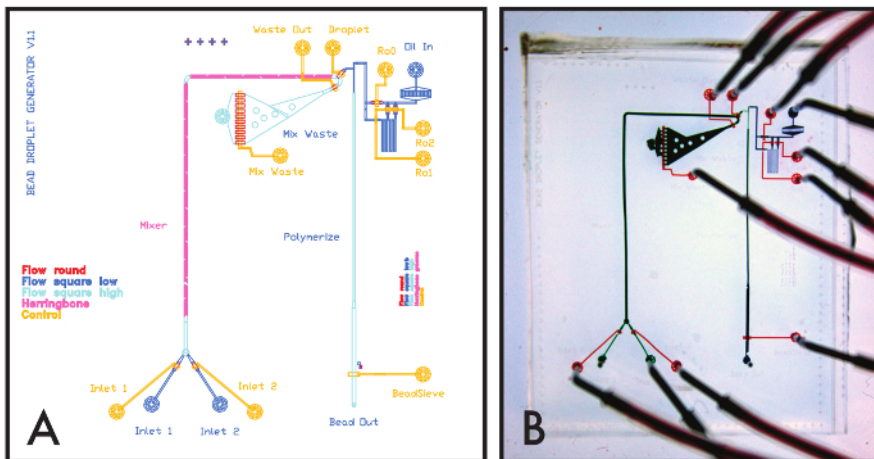 BEAD DROPLET GENERATOR V1.1
Waste Out
Droplet
Ro0
Oil In
Mix Waste
Ro2
Mix Waste
Ro1
Mixer
Polymerize
Flow round
Flow square low
Flow square high
Herringbone
Control
Inlet 1
Inlet 2
BeadSieve
Inlet 1
Inlet 2
Bead Out
A
B